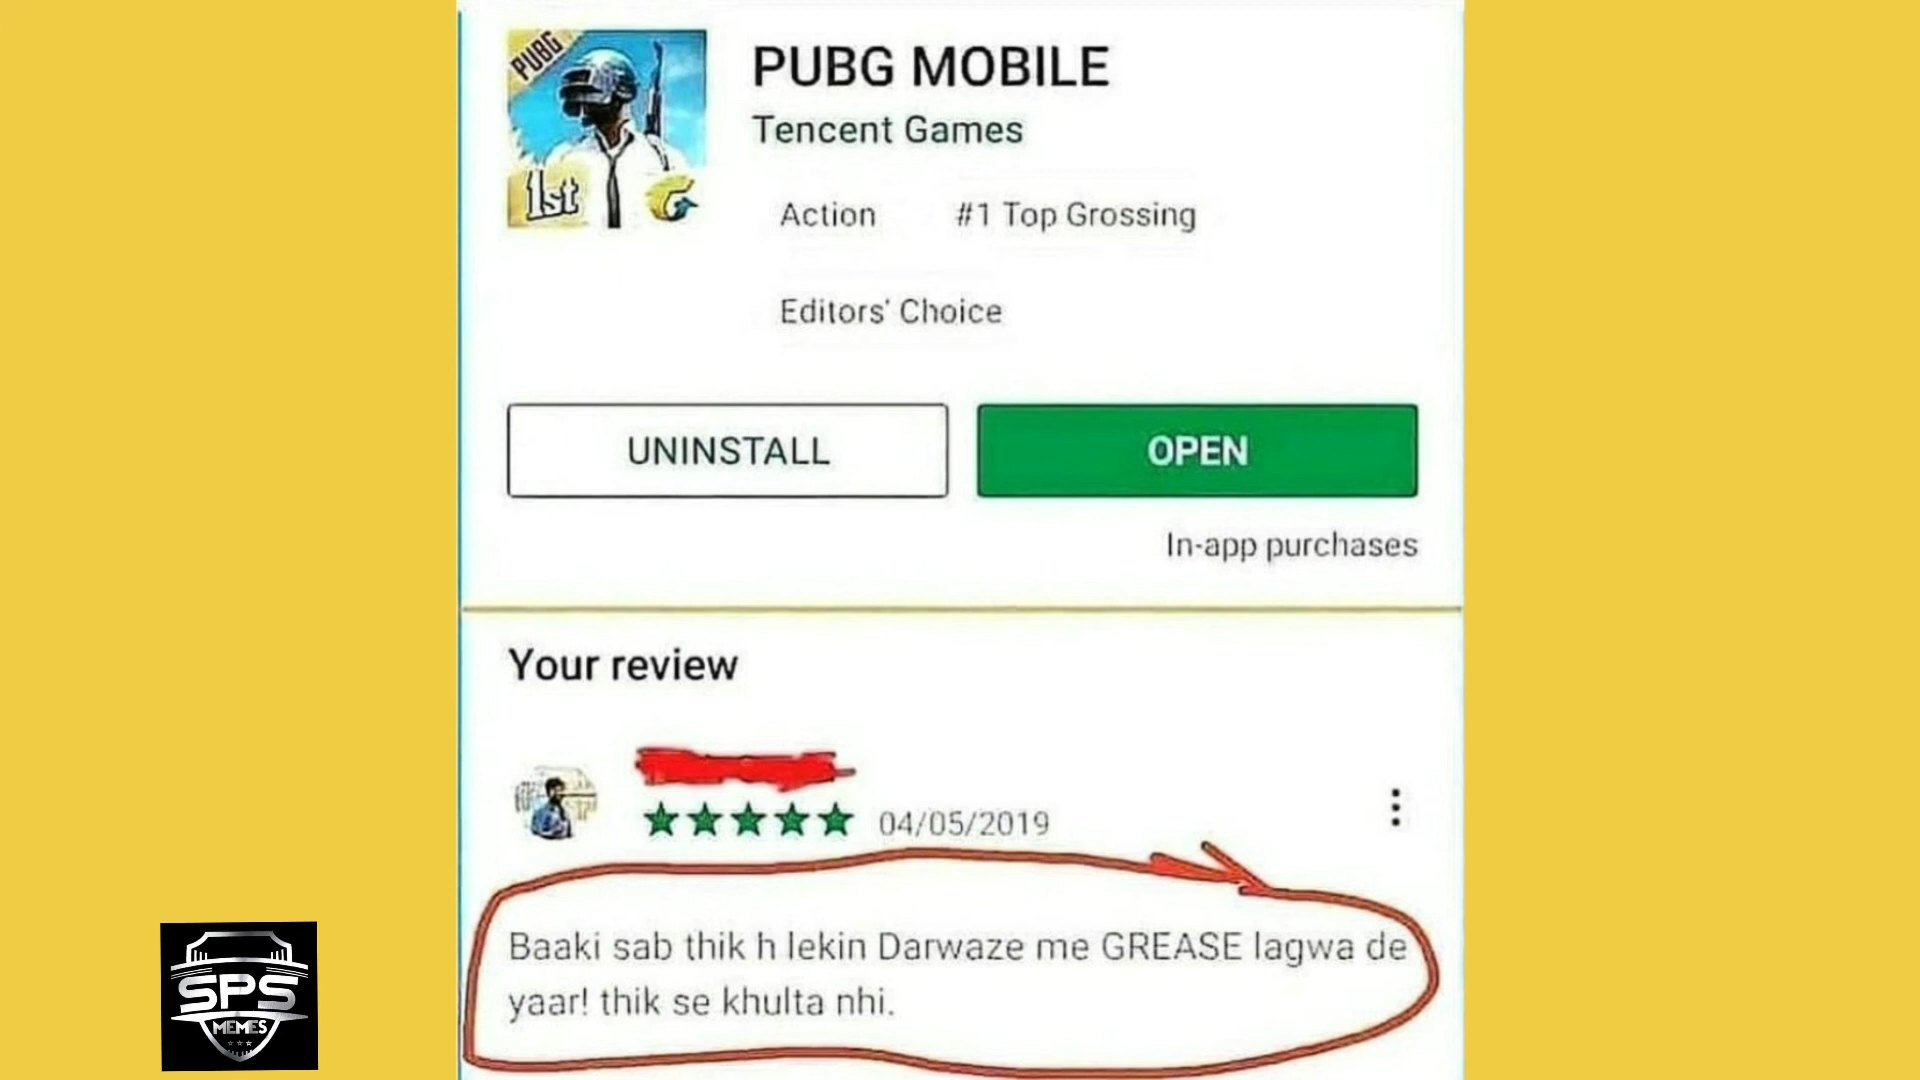 PUBG
1st
PUBG MOBILE
Tencent Games
Action #1 Top Grossing
Editors' Choice
UNINSTALL OPEN
In-app purchases
Your review
04/05/2019
Baaki sab thik h lekin Darwaze me GREASE lagwa de
yaar! thik se khulta nhi.
SPS
MEMES